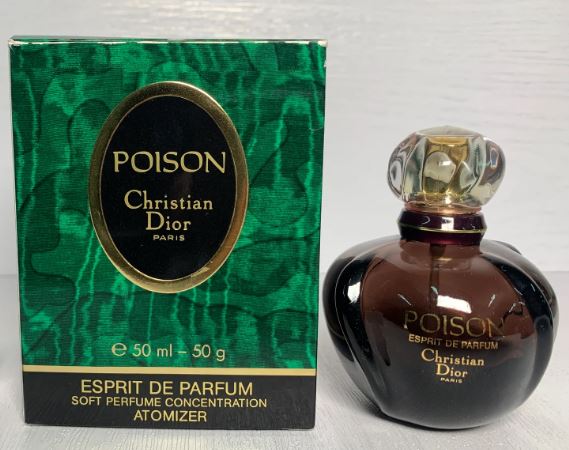 POISON
Christian
Dior
PARIS
℮ 50 ml – 50 g
ESPRIT DE PARFUM
SOFT PERFUME CONCENTRATION
ATOMIZER
POISON
ESPRIT DE PARFUM
Christian
Dior
PARIS